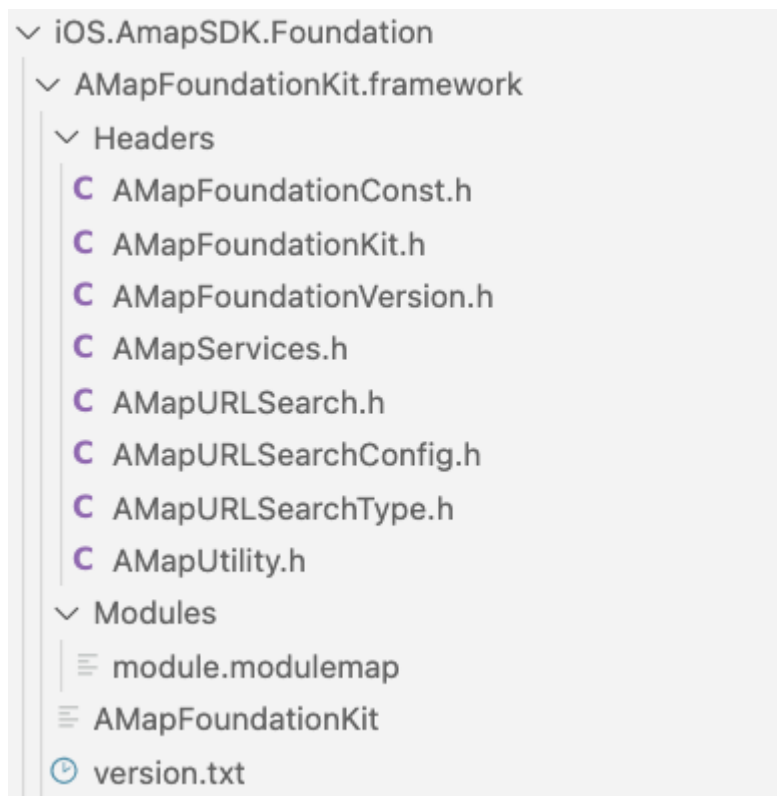 iOS.AmapSDK.Foundation
AMapFoundationKit.framework
Headers
C AMapFoundationConst.h
C AMapFoundationKit.h
C AMapFoundationVersion.h
C AMapServices.h
C AMapURLSearch.h
C AMapURLSearchConfig.h
C AMapURLSearchType.h
C AMapUtility.h
Modules
module.modulemap
AMapFoundationKit
version.txt